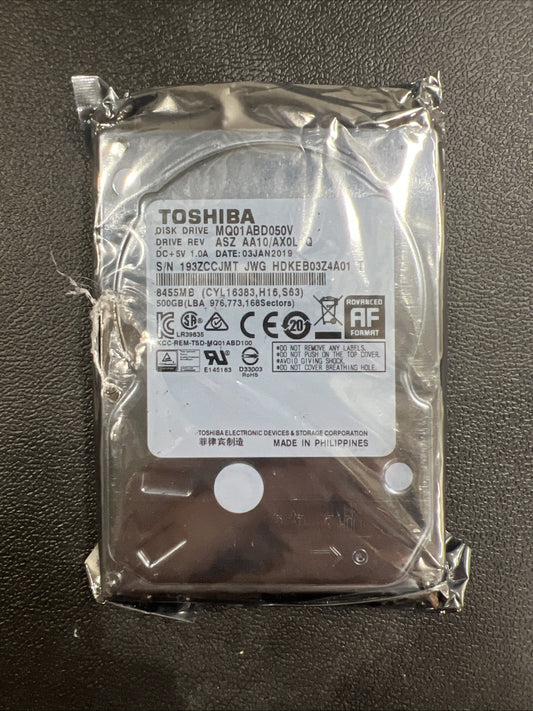 TOSHIBA
DISK DRIVE MQ01ABD050V
DRIVE REV ASZ AA10/AX0L Q
DC+5V 1.0A DATE: 03JAN2019
S/N 193ZCCJMT JWG HDKEB03Z4A01 T
8455MB (CYL16383,H16,S63)
500GB(LBA 976,773,168Sectors)
ADVANCED
AF
FORMAT
LR39835
KCC-REM-TSD-MQ01ABD100
20
*DO NOT REMOVE ANY LABELS.
*DO NOT PUSH ON THE TOP COVER.
*AVOID GIVING SHOCK.
*DO NOT COVER BREATHING HOLE.
E145163
D33003
RoHS
TOSHIBA ELECTRONIC DEVICES & STORAGE CORPORATION
菲律宾制造 MADE IN PHILIPPINES